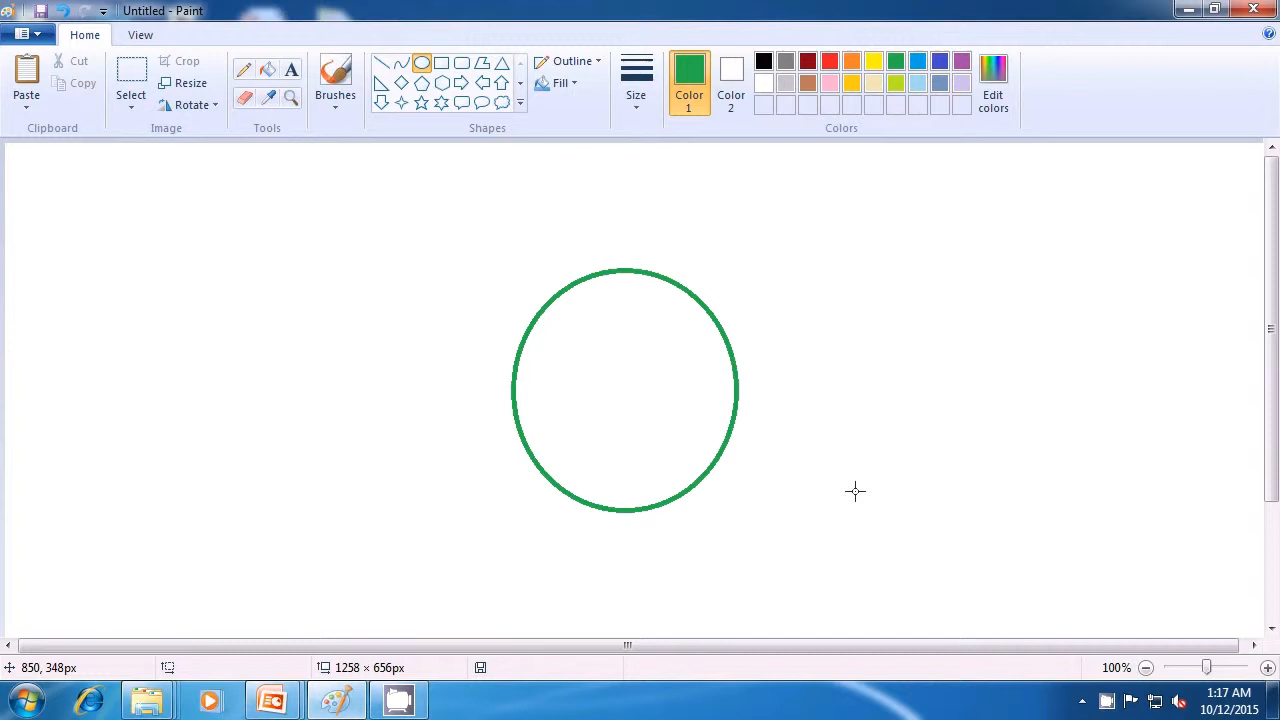 Untitled - Paint
Home View
Paste
Cut
Copy
Clipboard
Select
Crop
Resize
Rotate
Image
A
Tools
Brushes
Outline
Fill
Shapes
Size
Color
1
Color
2
Edit
colors
Colors
850, 348px
1258 × 656px
100%
1:17 AM
10/12/2015